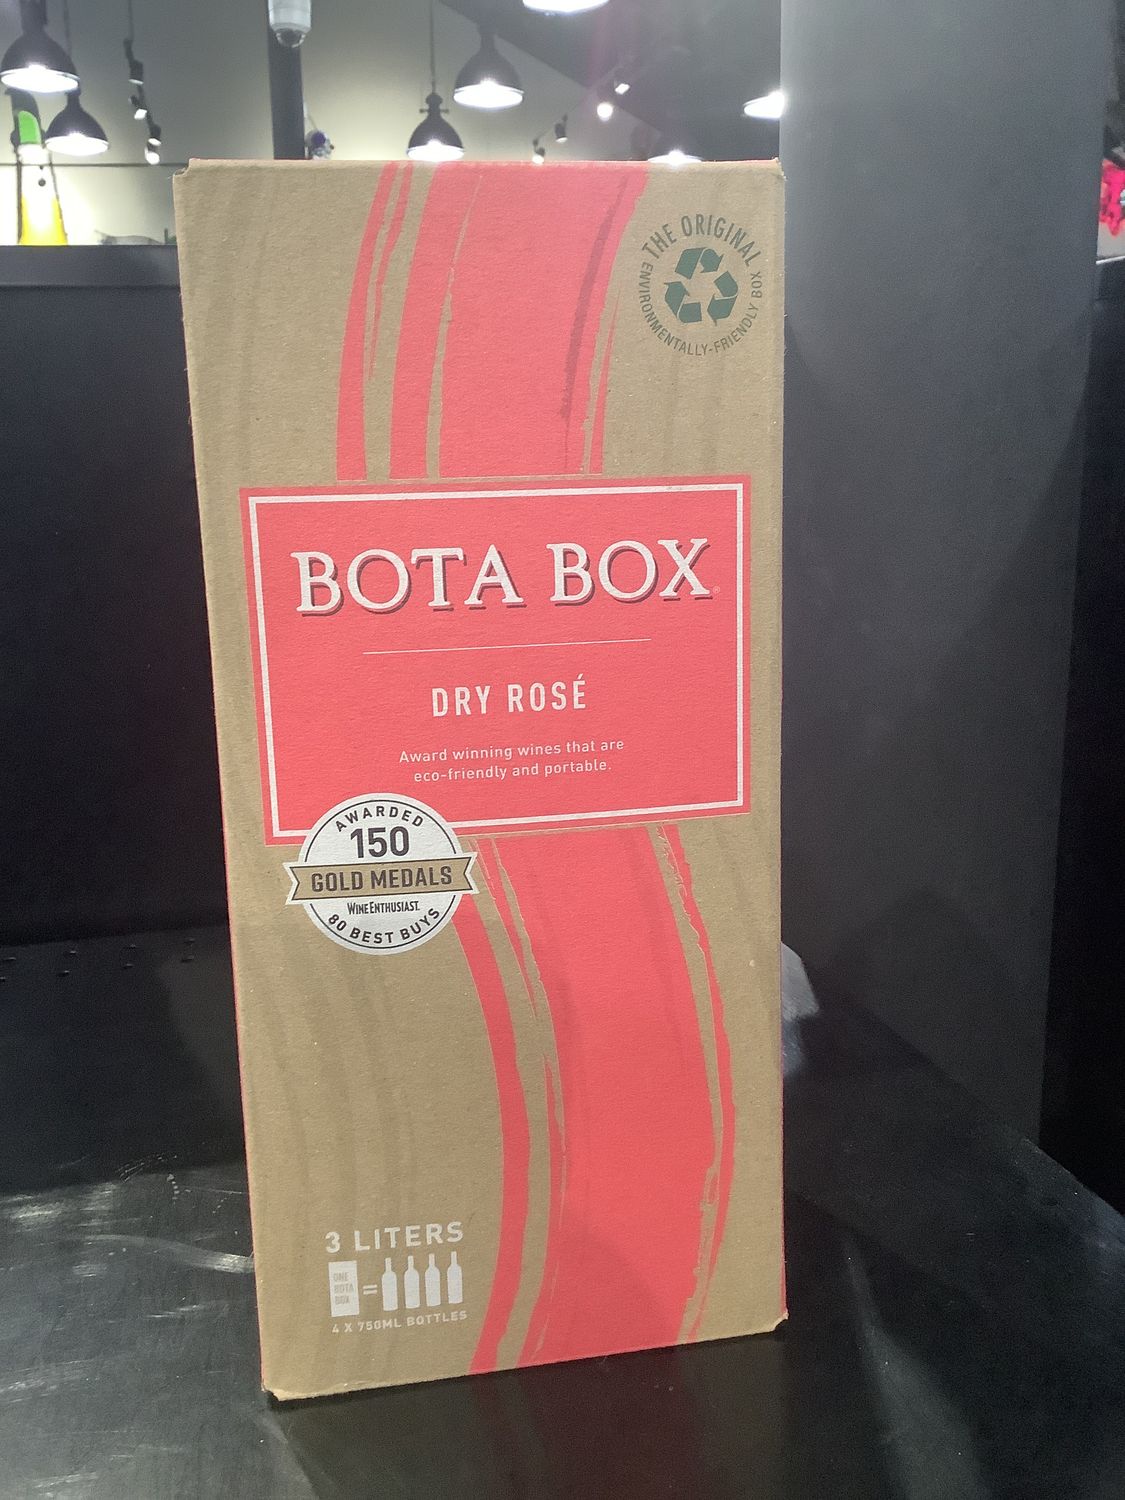 THE ORIGINAL
ENVIRONMENTALLY-FRIENDLY BOX
BOTA BOX®
DRY ROSÉ
Award winning wines that are
eco-friendly and portable.
AWARDED
150
GOLD MEDALS
WINE ENTHUSIAST
80 BEST BUYS
3 LITERS
ONE
BOTA
BOX
=
4 X 750ML BOTTLES